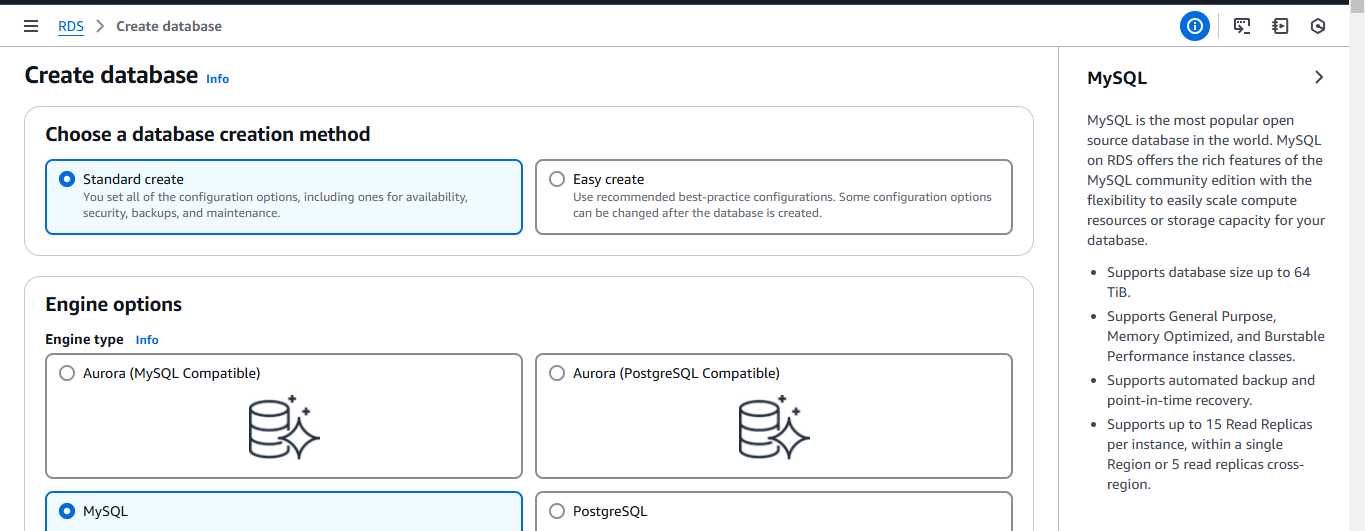 RDS > Create database
Create database Info
Choose a database creation method
Standard create
You set all of the configuration options, including ones for availability,
security, backups, and maintenance.
Easy create
Use recommended best-practice configurations. Some configuration options
can be changed after the database is created.
Engine options
Engine type Info
Aurora (MySQL Compatible)
Aurora (PostgreSQL Compatible)
MySQL
PostgreSQL
MySQL
MySQL is the most popular open
source database in the world. MySQL
on RDS offers the rich features of the
MySQL community edition with the
flexibility to easily scale compute
resources or storage capacity for your
database.
• Supports database size up to 64
TiB.
• Supports General Purpose,
Memory Optimized, and Burstable
Performance instance classes.
• Supports automated backup and
point-in-time recovery.
• Supports up to 15 Read Replicas
per instance, within a single
Region or 5 read replicas cross-
region.